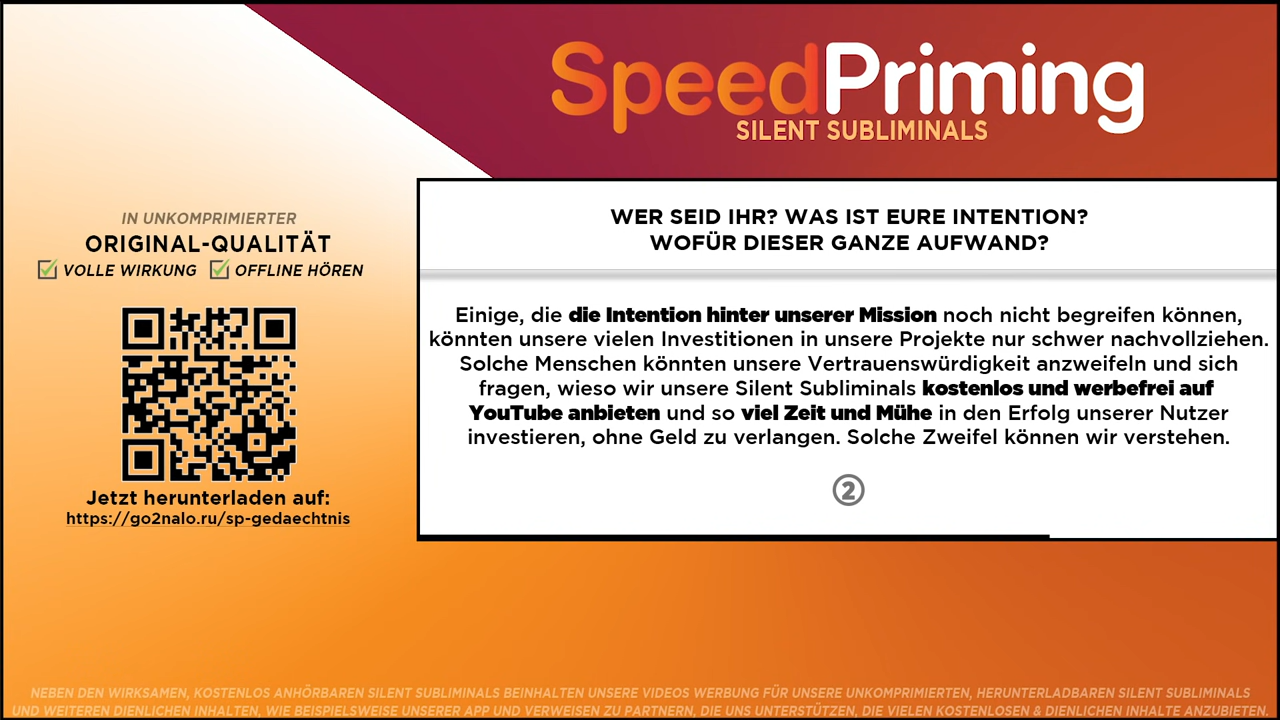 SpeedPriming
SILENT SUBLIMINALS
IN UNKOMPRIMIERTER
ORIGINAL-QUALITÄT
VOLLE WIRKUNG OFFLINE HÖREN
Jetzt herunterladen auf:
https://go2nalo.ru/sp-gedaechtnis
WER SEID IHR? WAS IST EURE INTENTION?
WOFÜR DIESER GANZE AUFWAND?
Einige, die die Intention hinter unserer Mission noch nicht begreifen können,
könnten unsere vielen Investitionen in unsere Projekte nur schwer nachvollziehen.
Solche Menschen könnten unsere Vertrauenswürdigkeit anzweifeln und sich
fragen, wieso wir unsere Silent Subliminals kostenlos und werbefrei auf
YouTube anbieten und so viel Zeit und Mühe in den Erfolg unserer Nutzer
investieren, ohne Geld zu verlangen. Solche Zweifel können wir verstehen.
2
NEBEN DEN WIRKSAMEN, KOSTENLOS ANHÖRBAREN SILENT SUBLIMINALS BEINHALTEN UNSERE VIDEOS WERBUNG FÜR UNSERE UNKOMPRIMIERTEN, HERUNTERLADBAREN SILENT SUBLIMINALS
UND WEITEREN DIENLICHEN INHALTEN, WIE BEISPIELSWEISE UNSERER APP UND VERWEISEN ZU PARTNERN, DIE UNS UNTERSTÜTZEN, DIE VIELEN KOSTENLOSEN & DIENLICHEN INHALTE ANZUBIETEN.